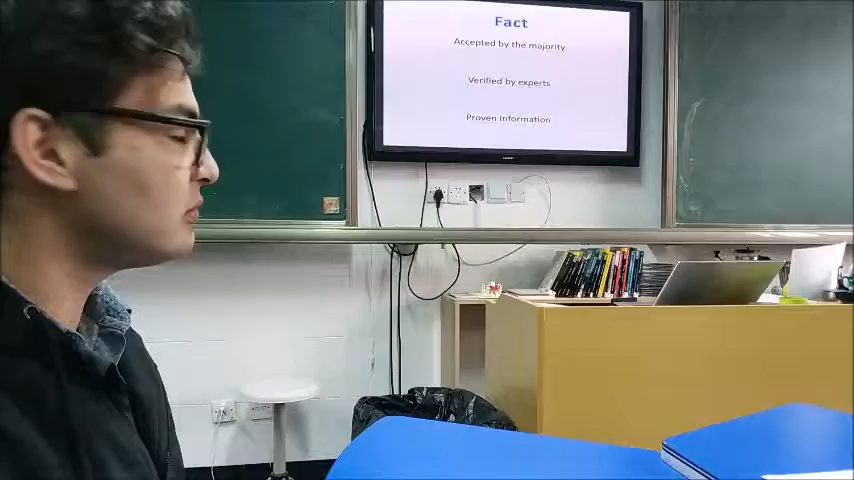 Fact
Accepted by the majority
Verified by experts
Proven Information